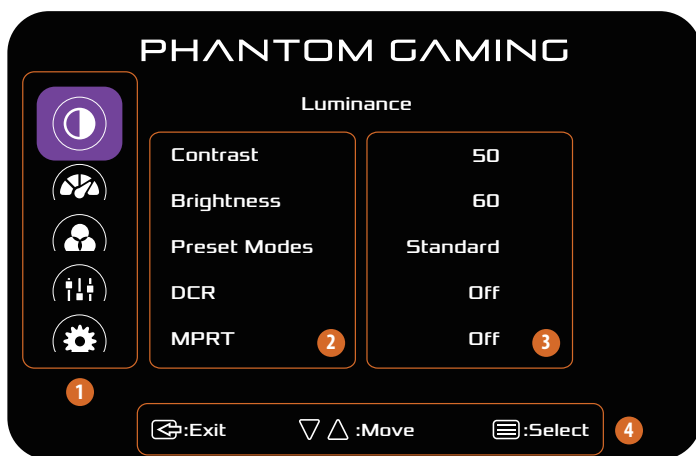 PHANTOM GAMING
Luminance
Contrast 50
Brightness 60
Preset Modes Standard
DCR Off
MPRT 2 Off 3
1
:Exit :Move :Select 4